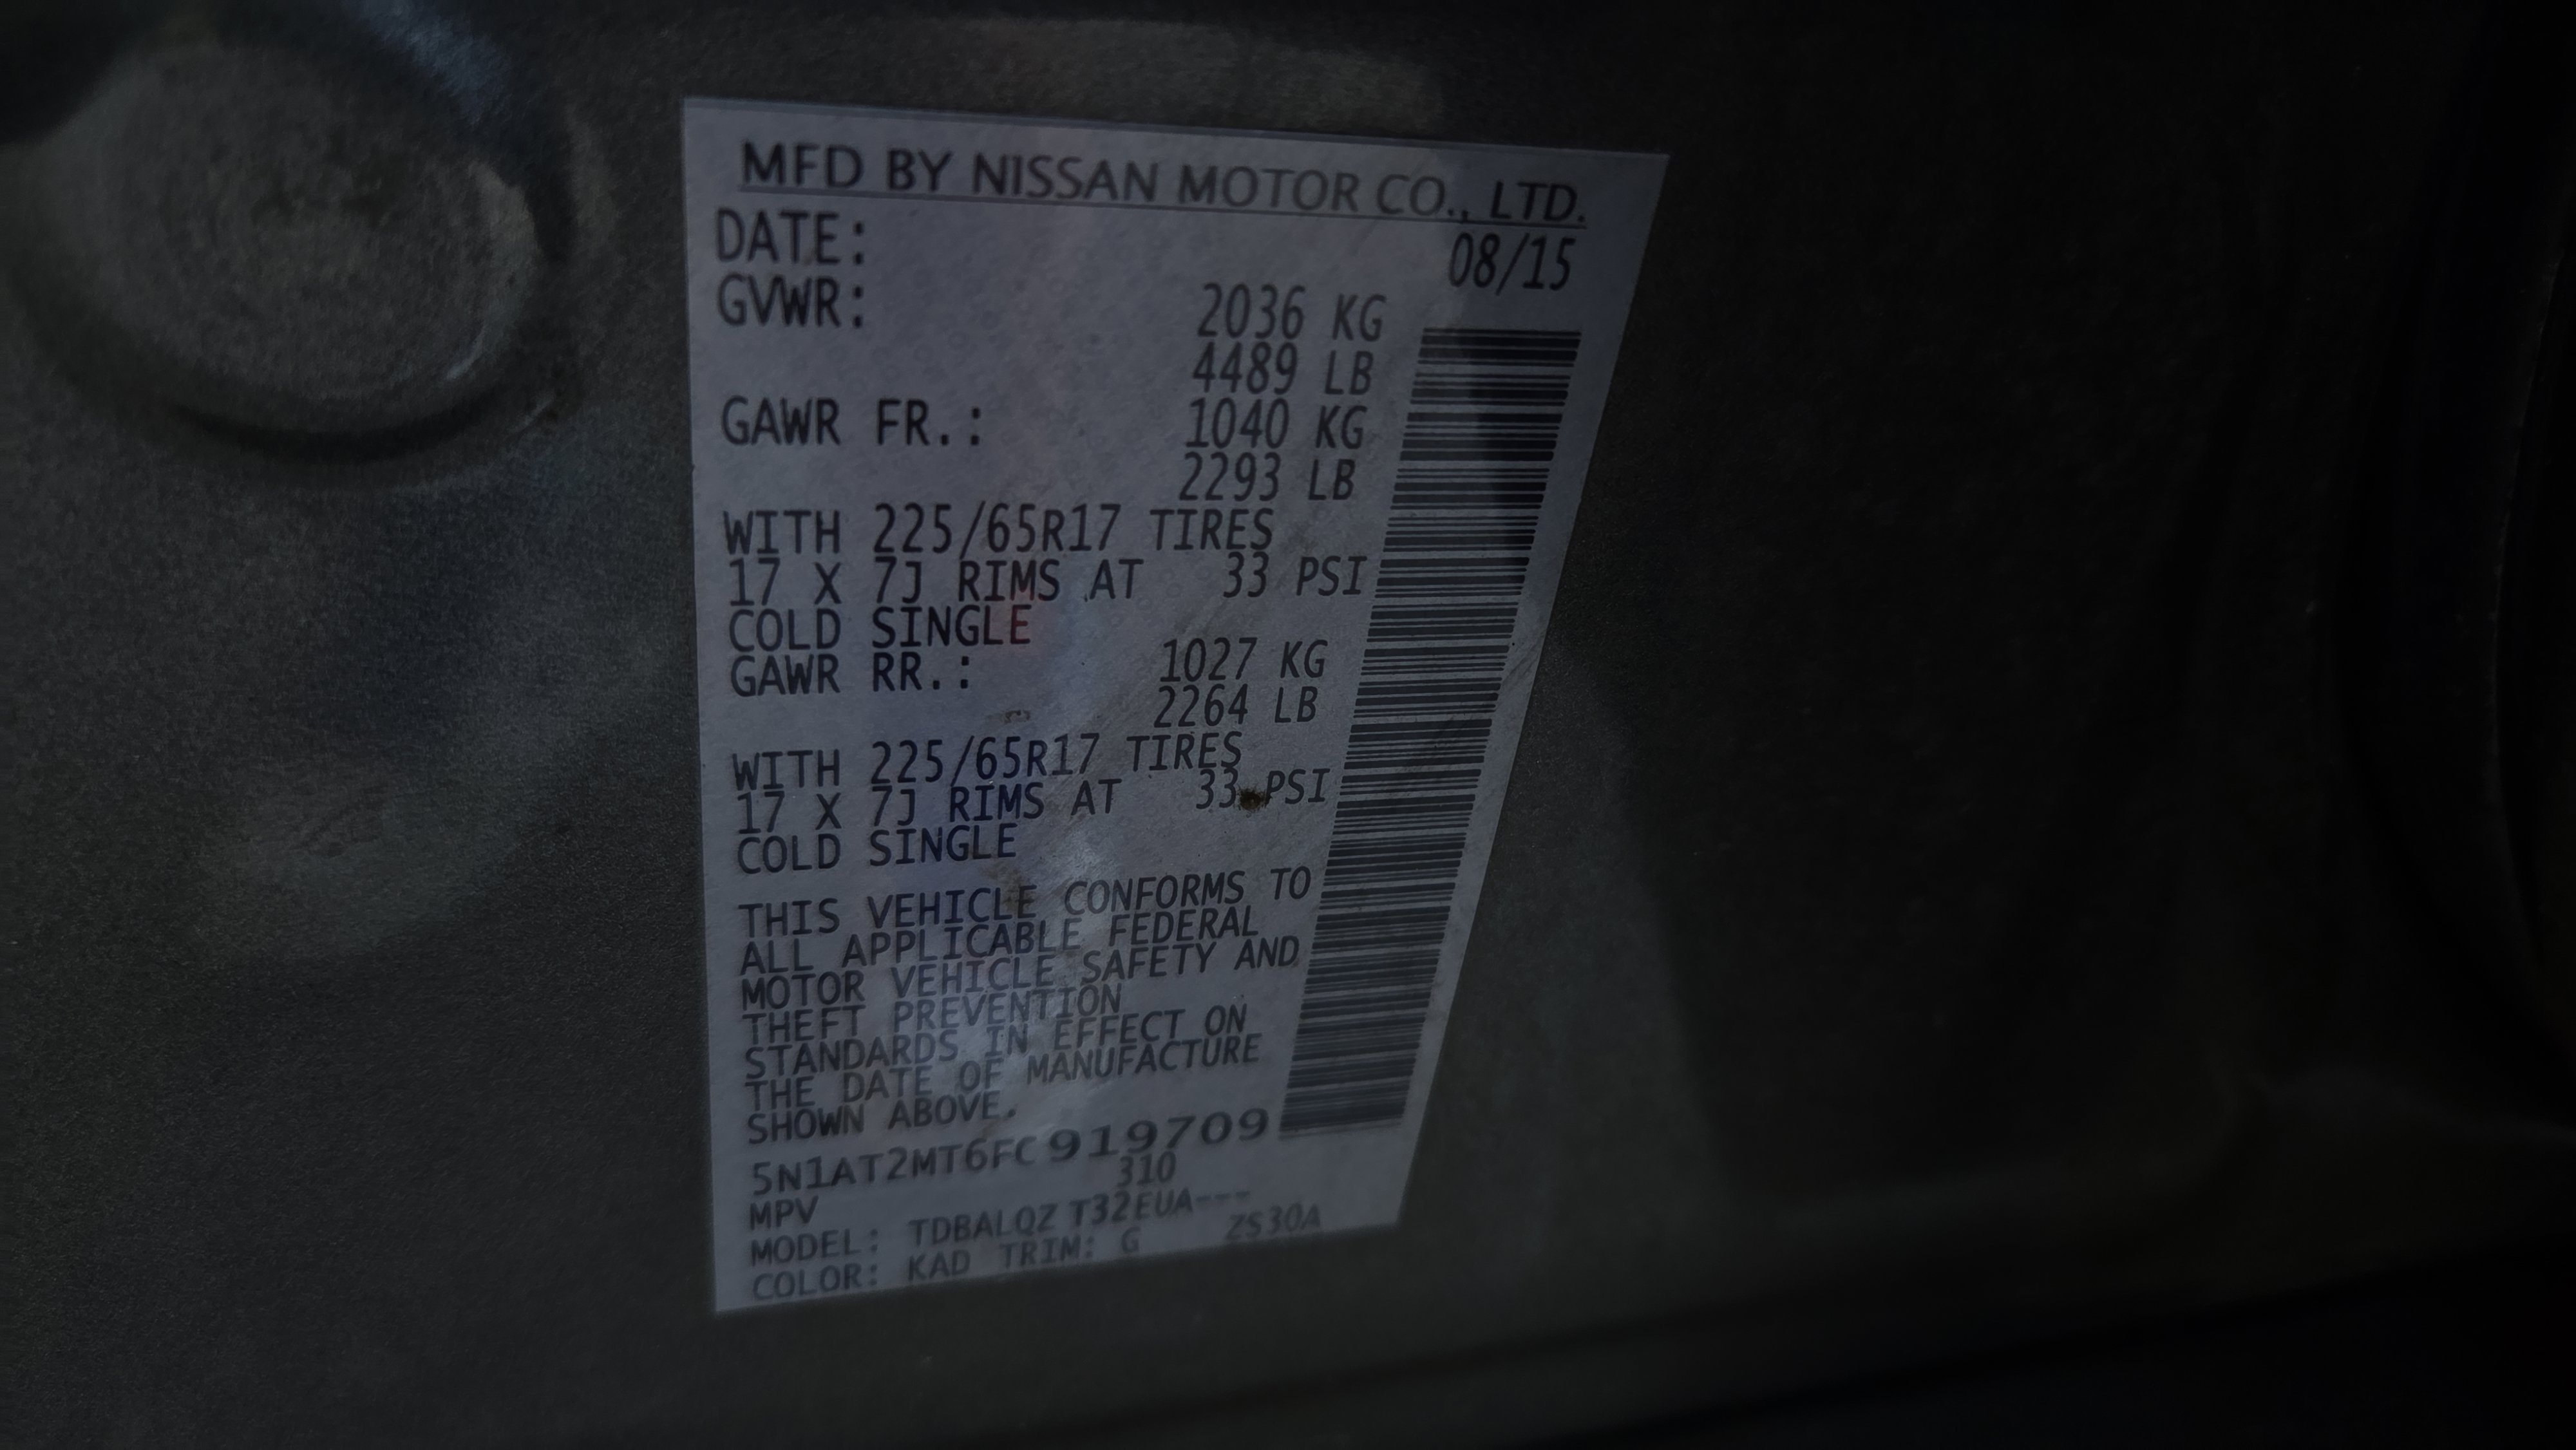 MFD BY NISSAN MOTOR CO., LTD.
DATE: 08/15
GVWR: 2036 KG
4489 LB
GAWR FR.: 1040 KG
2293 LB
WITH 225/65R17 TIRES
17 X 7J RIMS AT 33 PSI
COLD SINGLE
GAWR RR.: 1027 KG
2264 LB
WITH 225/65R17 TIRES
17 X 7J RIMS AT 33 PSI
COLD SINGLE
THIS VEHICLE CONFORMS TO
ALL APPLICABLE FEDERAL
MOTOR VEHICLE SAFETY AND
THEFT PREVENTION
STANDARDS IN EFFECT ON
THE DATE OF MANUFACTURE
SHOWN ABOVE.
5N1AT2MT6FC919709
MPV 310
MODEL: TDBALQZ T32EUA---
COLOR: KAD TRIM: G ZS30A